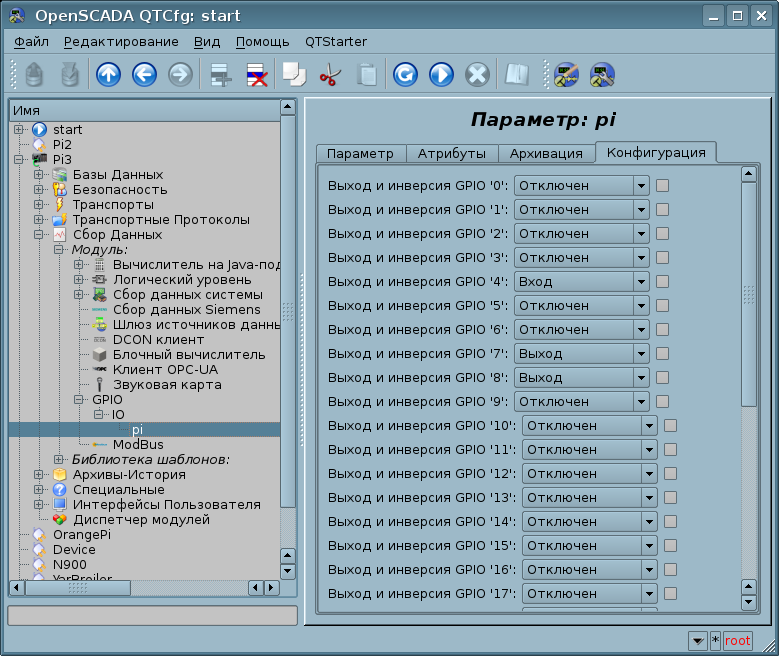 OpenSCADA QTCfg: start
Файл Редактирование Вид Помощь QTStarter
Имя
start
Pi2
Pi3
Базы Данных
Безопасность
Транспорты
Транспортные Протоколы
Сбор Данных
Модуль:
Вычислитель на Java-под
Логический уровень
Сбор данных системы
Сбор данных Siemens
Шлюз источников данны
DCON клиент
Блочный вычислитель
Клиент OPC-UA
Звуковая карта
GPIO
IO
pi
ModBus
Библиотека шаблонов:
Архивы-История
Специальные
Интерфейсы Пользователя
Диспетчер модулей
OrangePi
Device
N900
YarBroiler
Параметр: pi
Параметр Атрибуты Архивация Конфигурация
Выход и инверсия GPIO '0': Отключен
Выход и инверсия GPIO '1': Отключен
Выход и инверсия GPIO '2': Отключен
Выход и инверсия GPIO '3': Отключен
Выход и инверсия GPIO '4': Вход
Выход и инверсия GPIO '5': Отключен
Выход и инверсия GPIO '6': Отключен
Выход и инверсия GPIO '7': Выход
Выход и инверсия GPIO '8': Выход
Выход и инверсия GPIO '9': Отключен
Выход и инверсия GPIO '10': Отключен
Выход и инверсия GPIO '11': Отключен
Выход и инверсия GPIO '12': Отключен
Выход и инверсия GPIO '13': Отключен
Выход и инверсия GPIO '14': Отключен
Выход и инверсия GPIO '15': Отключен
Выход и инверсия GPIO '16': Отключен
Выход и инверсия GPIO '17': Отключен
* root